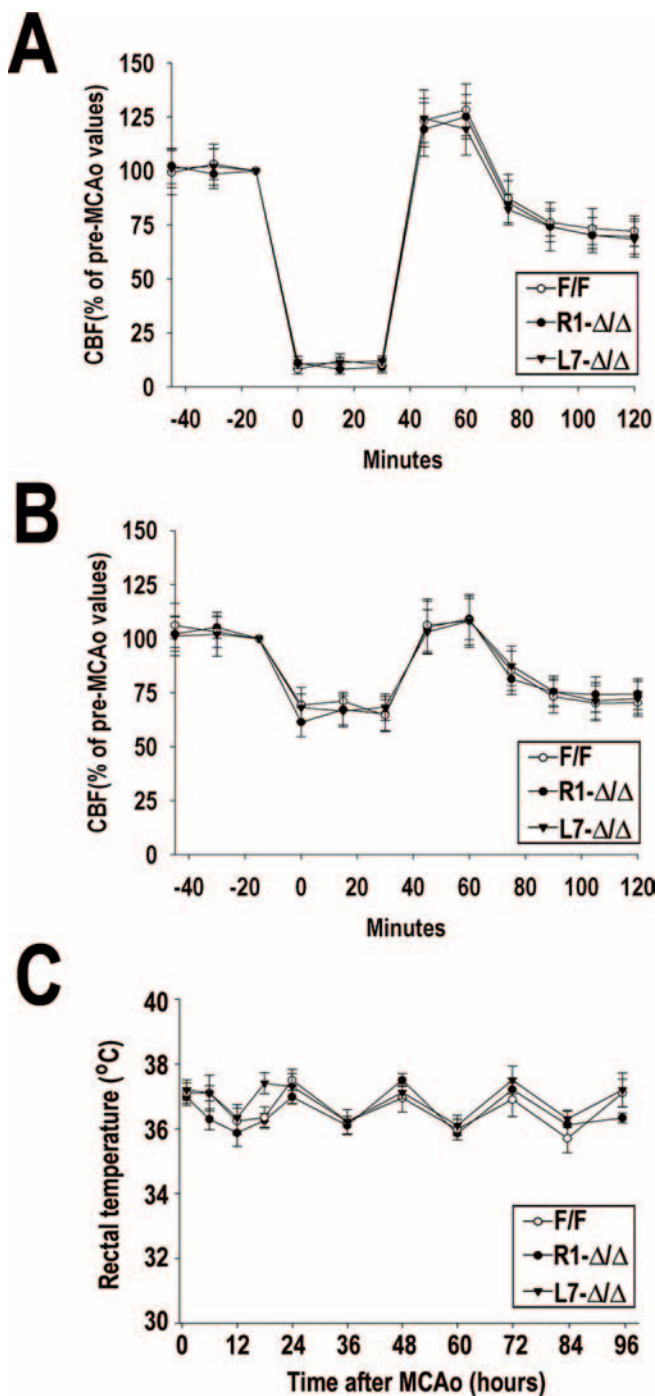 A
CBF(% of pre-MCAo values)
150
125
100
75
50
25
0
-40 -20 0 20 40 60 80 100 120
Minutes
F/F
R1-Δ/Δ
L7-Δ/Δ
B
CBF(% of pre-MCAo values)
150
125
100
75
50
25
0
-40 -20 0 20 40 60 80 100 120
Minutes
F/F
R1-Δ/Δ
L7-Δ/Δ
C
Rectal temperature (°C)
40
38
36
34
32
30
0 12 24 36 48 60 72 84 96
Time after MCAo (hours)
F/F
R1-Δ/Δ
L7-Δ/Δ